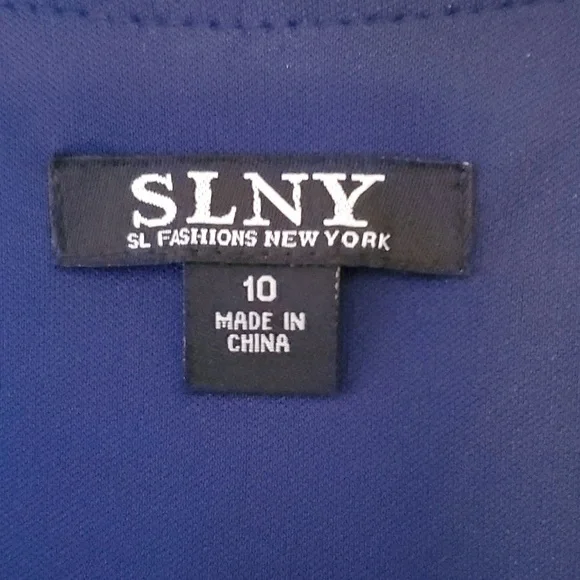 SLNY
SL FASHIONS NEW YORK
10
MADE IN
CHINA